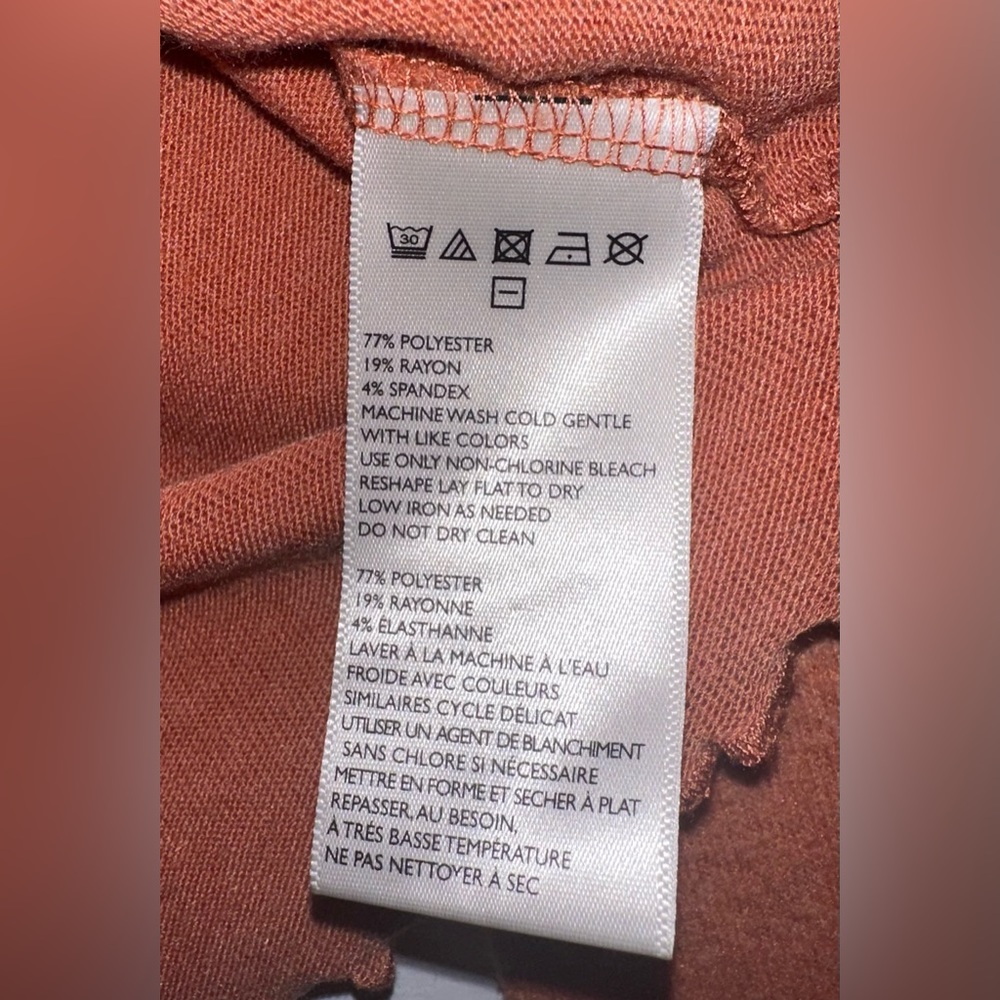 30
77% POLYESTER
19% RAYON
4% SPANDEX
MACHINE WASH COLD GENTLE
WITH LIKE COLORS
USE ONLY NON-CHLORINE BLEACH
RESHAPE LAY FLAT TO DRY
LOW IRON AS NEEDED
DO NOT DRY CLEAN
77% POLYESTER
19% RAYONNE
4% ÉLASTHANNE
LAVER À LA MACHINE À L'EAU
FROIDE AVEC COULEURS
SIMILAIRES CYCLE DÉLICAT
UTILISER UN AGENT DE BLANCHIMENT
SANS CHLORE SI NÉCESSAIRE
METTRE EN FORME ET SECHER À PLAT
REPASSER, AU BESOIN,
À TRÈS BASSE TEMPÉRATURE
NE PAS NETTOYER À SEC